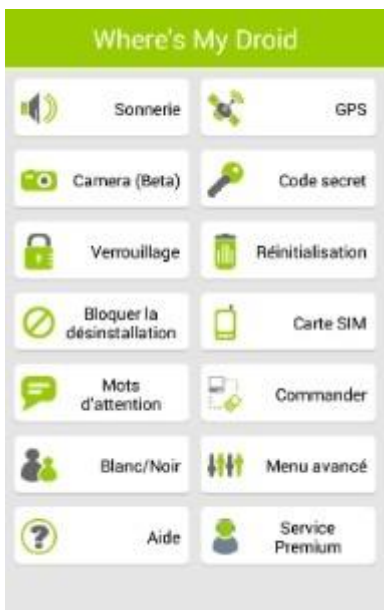 Where's My Droid
Sonnerie
GPS
Camera (Beta)
Code secret
Verrouillage
Réinitialisation
Bloquer la
désinstallation
Carte SIM
Mots
d'attention
Commander
Blanc/Noir
Menu avancé
Aide
Service
Premium